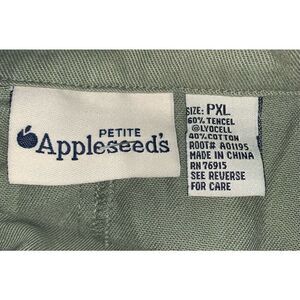 PETITE
Appleseed's
SIZE: PXL
60% TENCEL
@LYOCELL
40%COTTON
ROOT# A01195
MADE IN CHINA
RN 76915
SEE REVERSE
FOR CARE